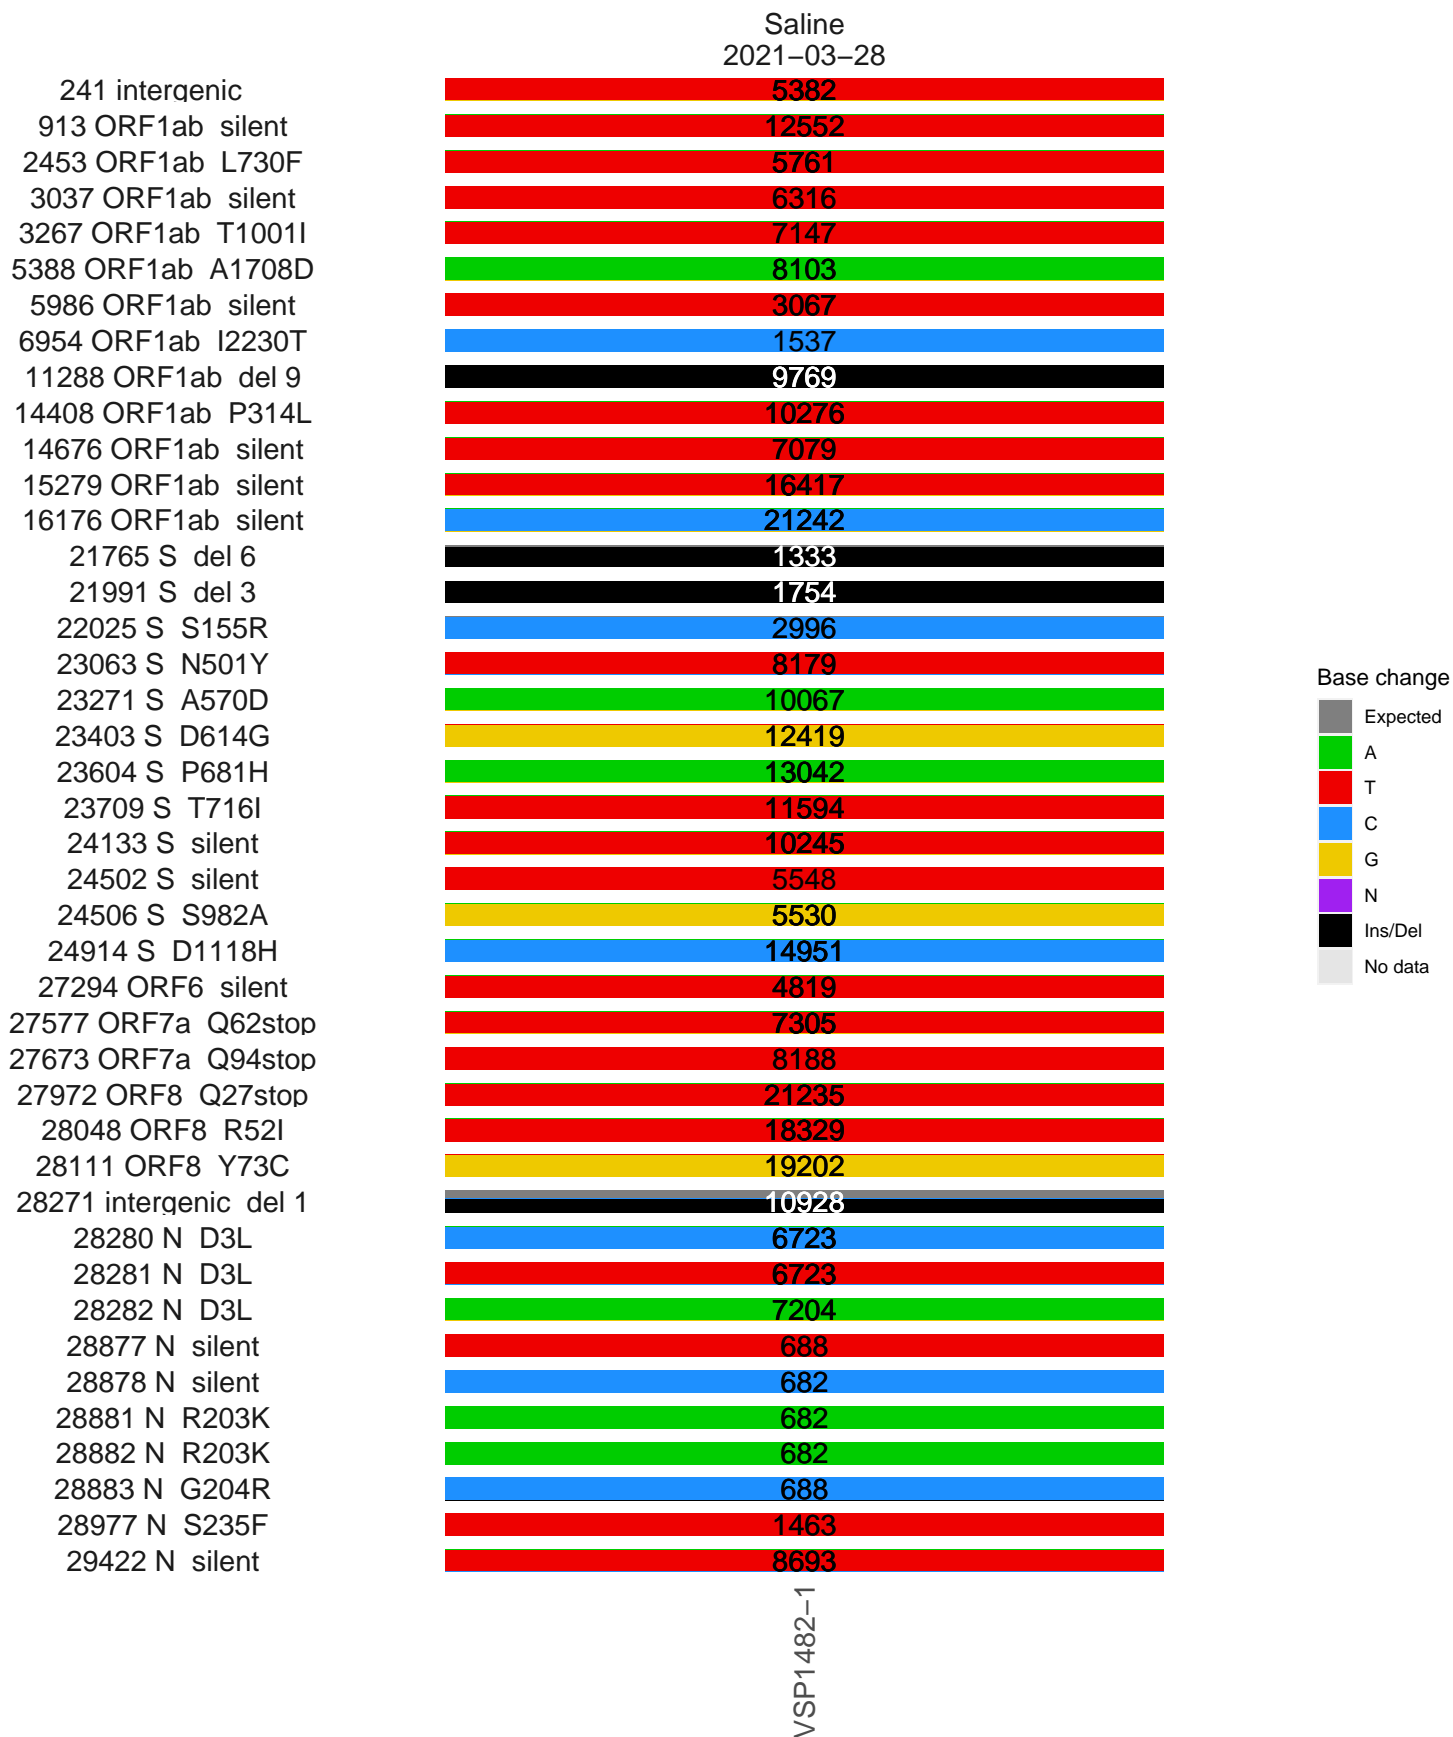 Saline
2021−03−28
241 intergenic 5382
913 ORF1ab silent 12552
2453 ORF1ab L730F 5761
3037 ORF1ab silent 6316
3267 ORF1ab T1001I 7147
5388 ORF1ab A1708D 8103
5986 ORF1ab silent 3067
6954 ORF1ab I2230T 1537
11288 ORF1ab del 9 9769
14408 ORF1ab P314L 10276
14676 ORF1ab silent 7079
15279 ORF1ab silent 16417
16176 ORF1ab silent 21242
21765 S del 6 1333
21991 S del 3 1754
22025 S S155R 2996
23063 S N501Y 8179
23271 S A570D 10067
23403 S D614G 12419
23604 S P681H 13042
23709 S T716I 11594
24133 S silent 10245
24502 S silent 5548
24506 S S982A 5530
24914 S D1118H 14951
27294 ORF6 silent 4819
27577 ORF7a Q62stop 7305
27673 ORF7a Q94stop 8188
27972 ORF8 Q27stop 21235
28048 ORF8 R52I 18329
28111 ORF8 Y73C 19202
28271 intergenic del 1 10928
28280 N D3L 6723
28281 N D3L 6723
28282 N D3L 7204
28877 N silent 688
28878 N silent 682
28881 N R203K 682
28882 N R203K 682
28883 N G204R 688
28977 N S235F 1463
29422 N silent 8693
VSP1482−1
Base change
Expected
A
T
C
G
N
Ins/Del
No data